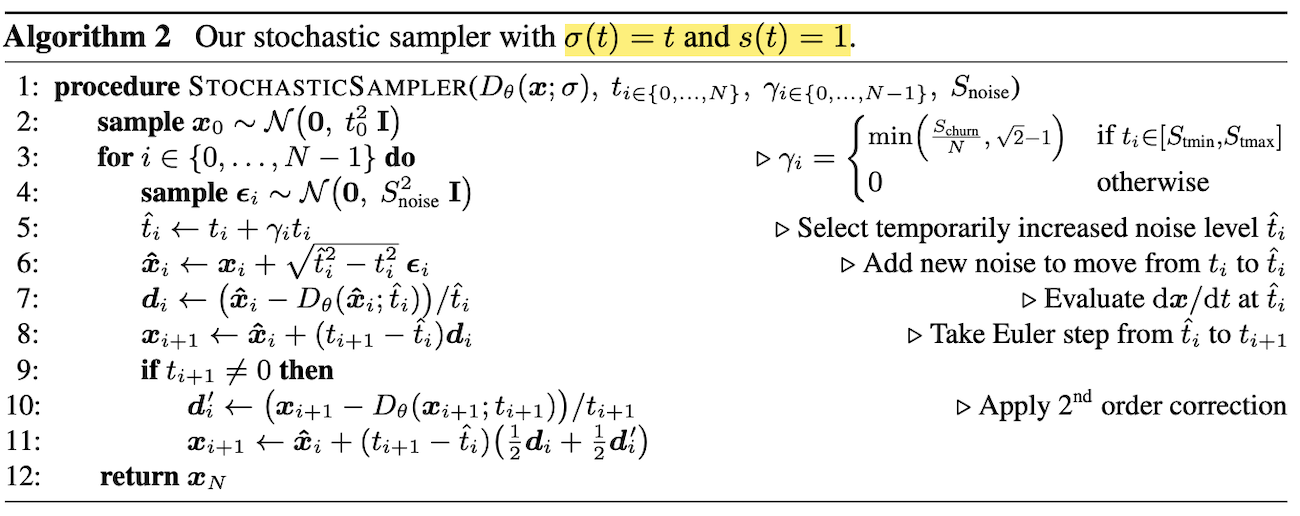 Algorithm 2 Our stochastic sampler with σ(t) = t and s(t) = 1.
1: procedure STOCHASTICSAMPLER(D_θ(x; σ), t_{i∈{0,...,N}}, γ_{i∈{0,...,N−1}}, S_noise)
2: sample x_0 ∼ N(0, t_0^2 I)
3: for i ∈ {0, . . . , N − 1} do ▷ γ_i = { min(S_churn/N, √2−1) if t_i∈[S_tmin,S_tmax]
0 otherwise
4: sample ϵ_i ∼ N(0, S_noise^2 I)
5: t̂_i ← t_i + γ_i t_i ▷ Select temporarily increased noise level t̂_i
6: x̂_i ← x_i + √(t̂_i^2 − t_i^2) ϵ_i ▷ Add new noise to move from t_i to t̂_i
7: d_i ← (x̂_i − D_θ(x̂_i; t̂_i))/t̂_i ▷ Evaluate dx/dt at t̂_i
8: x_{i+1} ← x̂_i + (t_{i+1} − t̂_i)d_i ▷ Take Euler step from t̂_i to t_{i+1}
9: if t_{i+1} ≠ 0 then
10: d′_i ← (x_{i+1} − D_θ(x_{i+1}; t_{i+1}))/t_{i+1} ▷ Apply 2nd order correction
11: x_{i+1} ← x̂_i + (t_{i+1} − t̂_i)(1/2 d_i + 1/2 d′_i)
12: return x_N